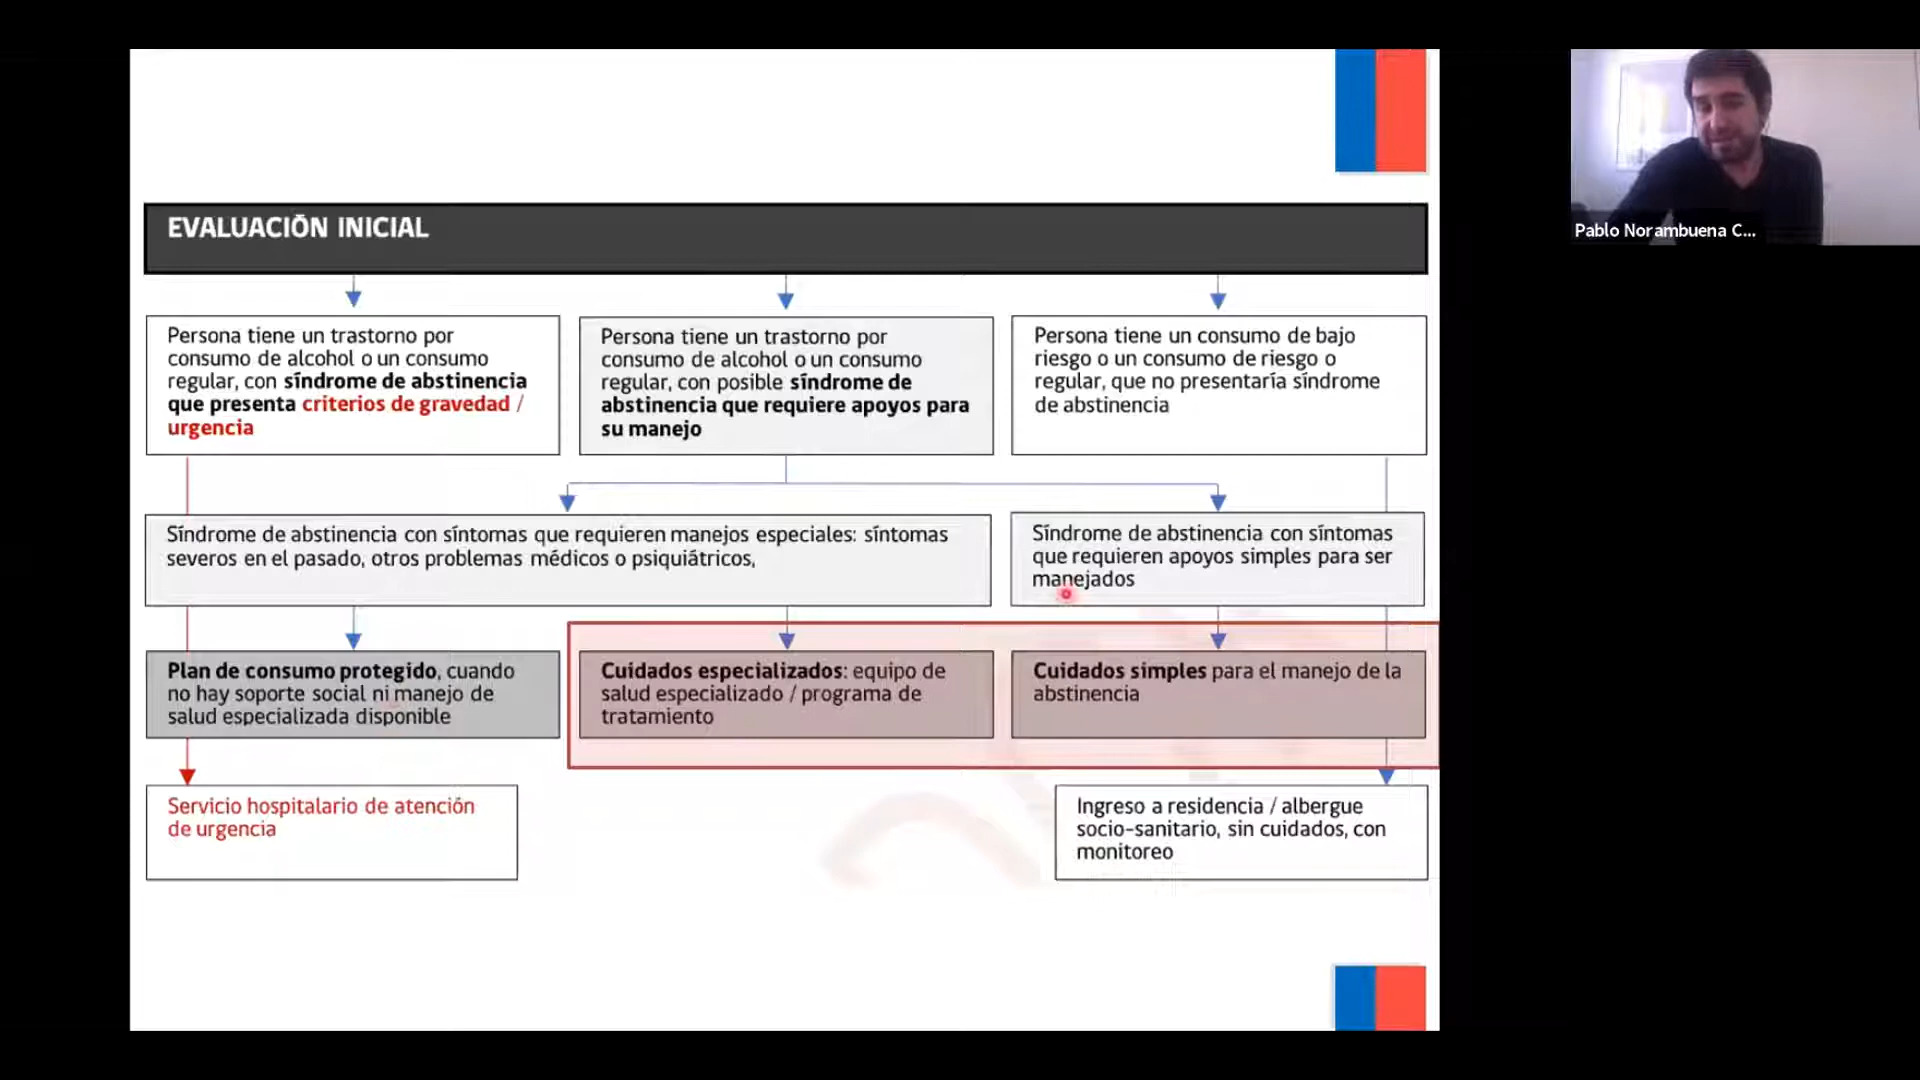 EVALUACIÓN INICIAL
Persona tiene un trastorno por
consumo de alcohol o un consumo
regular, con síndrome de abstinencia
que presenta criterios de gravedad /
urgencia
Persona tiene un trastorno por
consumo de alcohol o un consumo
regular, con posible síndrome de
abstinencia que requiere apoyos para
su manejo
Persona tiene un consumo de bajo
riesgo o un consumo de riesgo o
regular, que no presentaría síndrome
de abstinencia
Síndrome de abstinencia con síntomas que requieren manejos especiales: síntomas
severos en el pasado, otros problemas médicos o psiquiátricos,
Síndrome de abstinencia con síntomas
que requieren apoyos simples para ser
manejados
Plan de consumo protegido, cuando
no hay soporte social ni manejo de
salud especializada disponible
Cuidados especializados: equipo de
salud especializado / programa de
tratamiento
Cuidados simples para el manejo de la
abstinencia
Servicio hospitalario de atención
de urgencia
Ingreso a residencia / albergue
socio-sanitario, sin cuidados, con
monitoreo
Pablo Norambuena C...